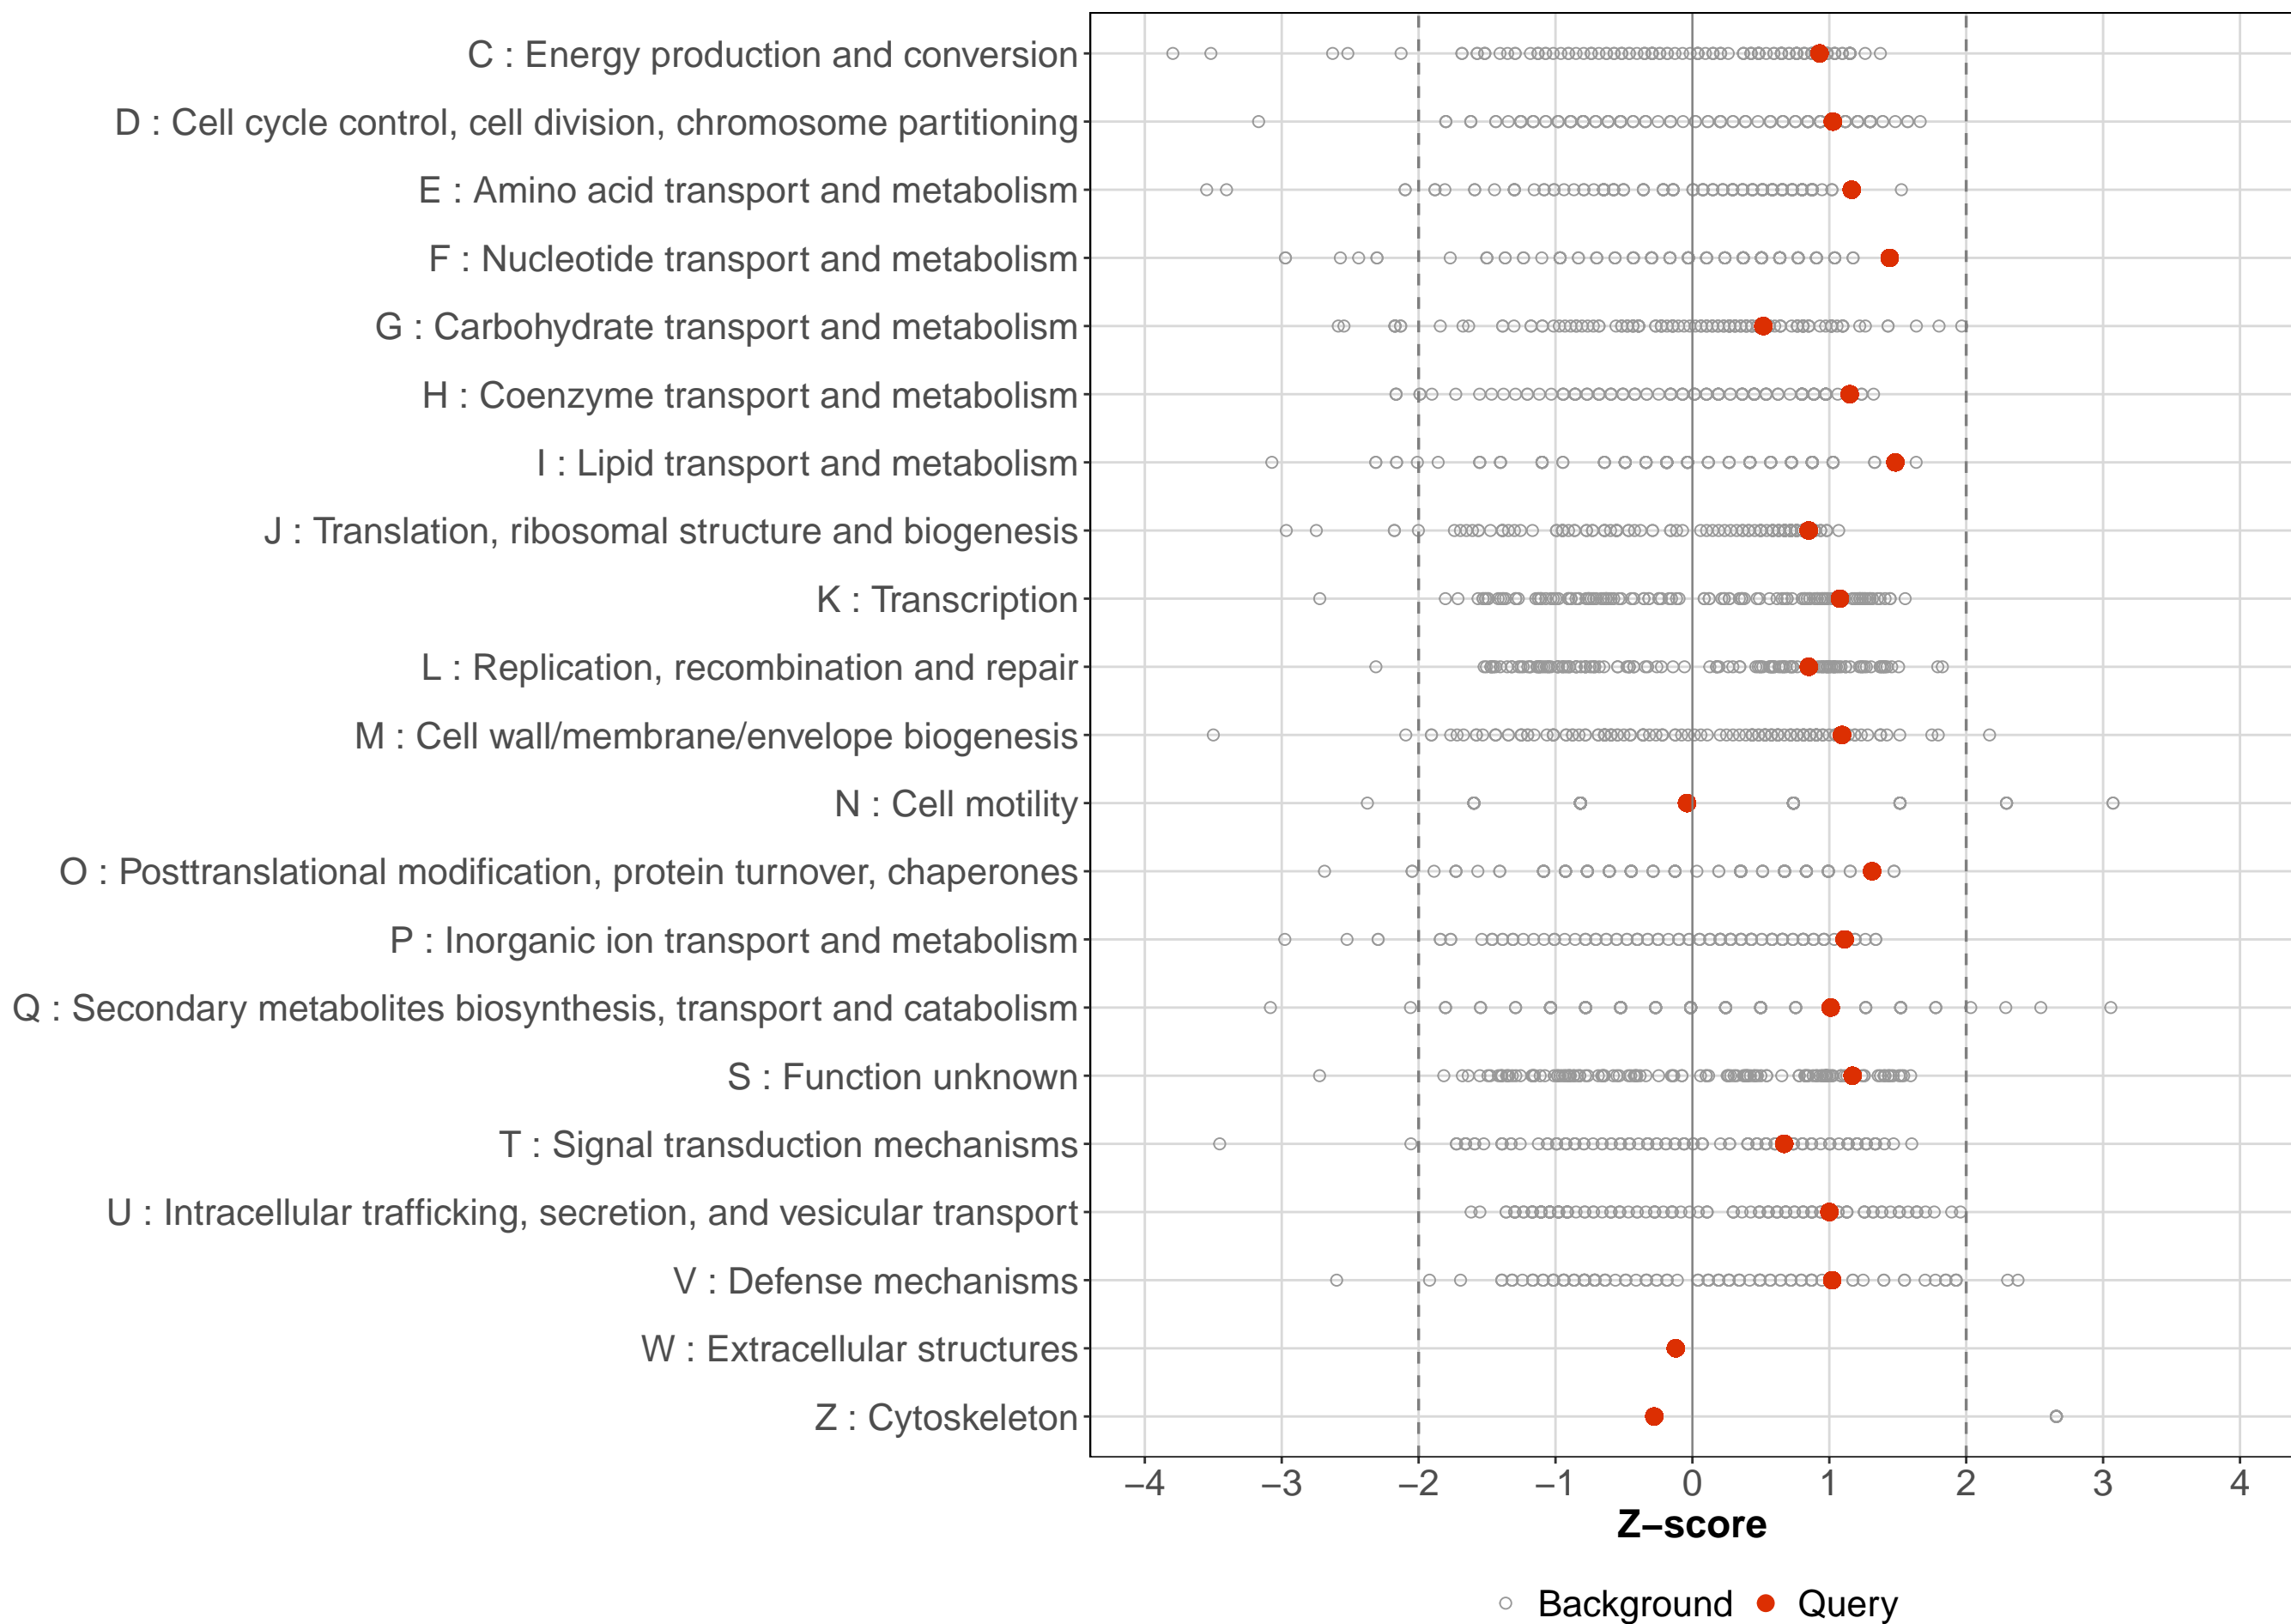 C : Energy production and conversion
D : Cell cycle control, cell division, chromosome partitioning
E : Amino acid transport and metabolism
F : Nucleotide transport and metabolism
G : Carbohydrate transport and metabolism
H : Coenzyme transport and metabolism
I : Lipid transport and metabolism
J : Translation, ribosomal structure and biogenesis
K : Transcription
L : Replication, recombination and repair
M : Cell wall/membrane/envelope biogenesis
N : Cell motility
O : Posttranslational modification, protein turnover, chaperones
P : Inorganic ion transport and metabolism
Q : Secondary metabolites biosynthesis, transport and catabolism
S : Function unknown
T : Signal transduction mechanisms
U : Intracellular trafficking, secretion, and vesicular transport
V : Defense mechanisms
W : Extracellular structures
Z : Cytoskeleton
−4 −3 −2 −1 0 1 2 3 4
Z−score
Background Query